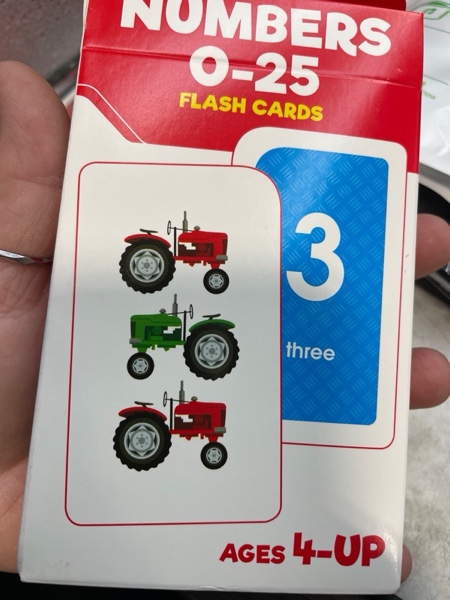 NUMBERS
0-25
FLASH CARDS
3
three
AGES 4-UP